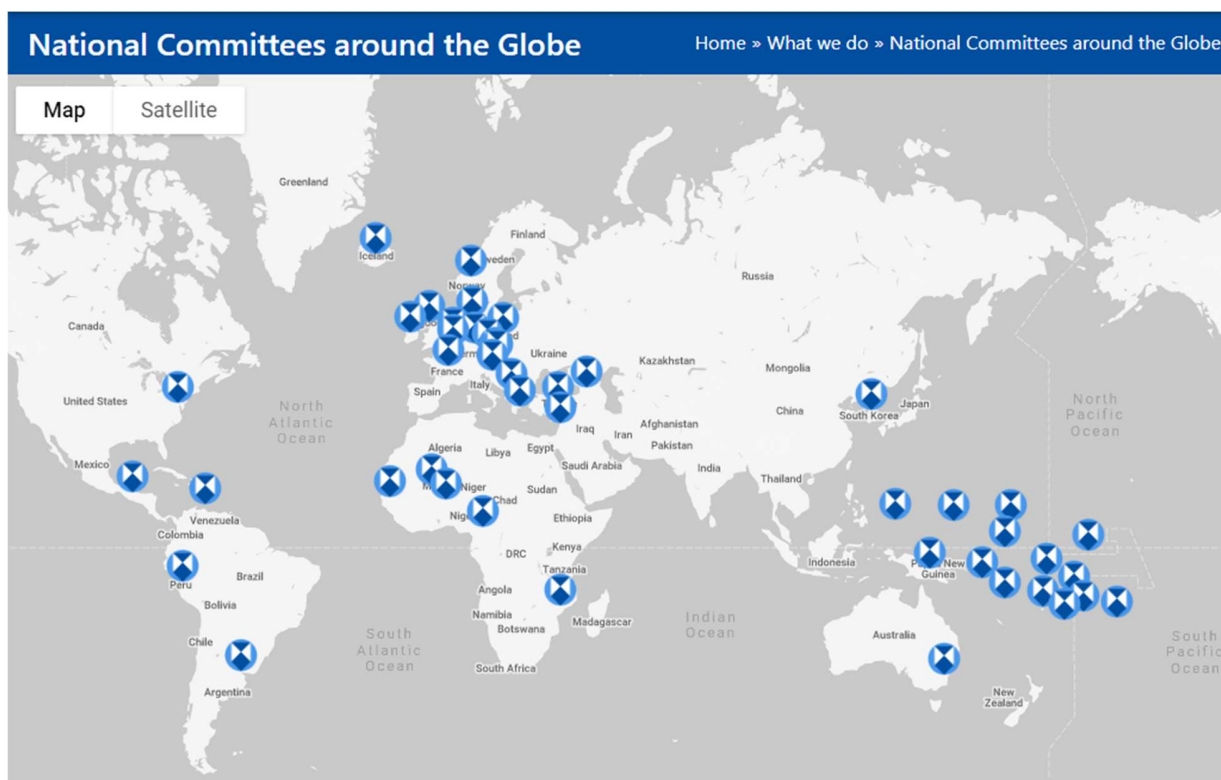 National Committees around the Globe
Home » What we do » National Committees around the Globe
Map
Satellite
Greenland
Finland
Iceland
Russia
Canada
Ukraine
Kazakhstan
Mongolia
France
Italy
Spain
United States
North
Atlantic
Ocean
North
Pacific
Ocean
China
Japan
South Korea
Afghanistan
Iraq
Iran
Pakistan
Algeria
Libya
Egypt
Saudi Arabia
India
Mexico
Thailand
Niger
Chad
Sudan
Venezuela
Colombia
Ethiopia
DRC
Kenya
Indonesia
New
Guinea
Tanzania
Peru
Brazil
Angola
Bolivia
Namibia
Botswana
Madagascar
Indian
Ocean
Chile
South
Atlantic
Ocean
Australia
South
Pacific
Ocean
South Africa
Argentina
New
Zealand